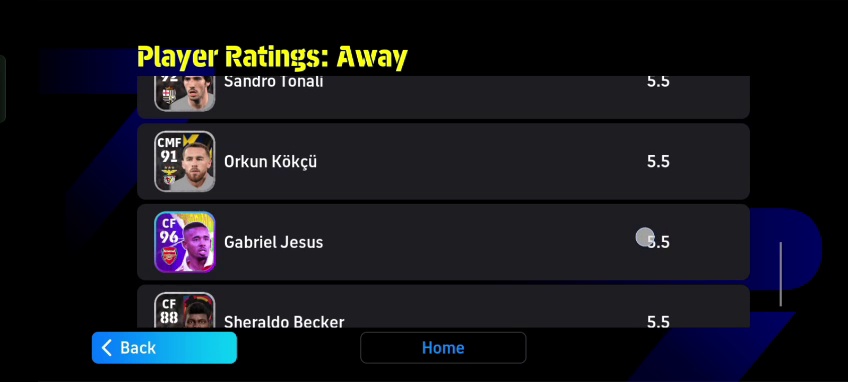 Player Ratings: Away
92
Sandro Tonali
5.5
CMF
91
Orkun Kökçü
5.5
CF
96
Gabriel Jesus
5.5
CF
88
Sheraldo Becker
5.5
Back
Home